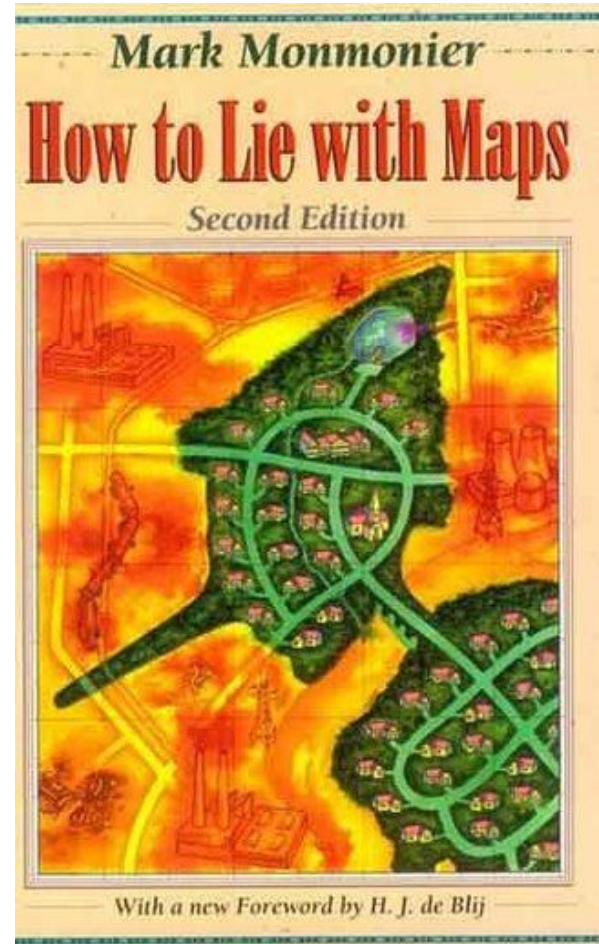 Mark Monmonier
How to Lie with Maps
Second Edition
With a new Foreword by H. J. de Blij